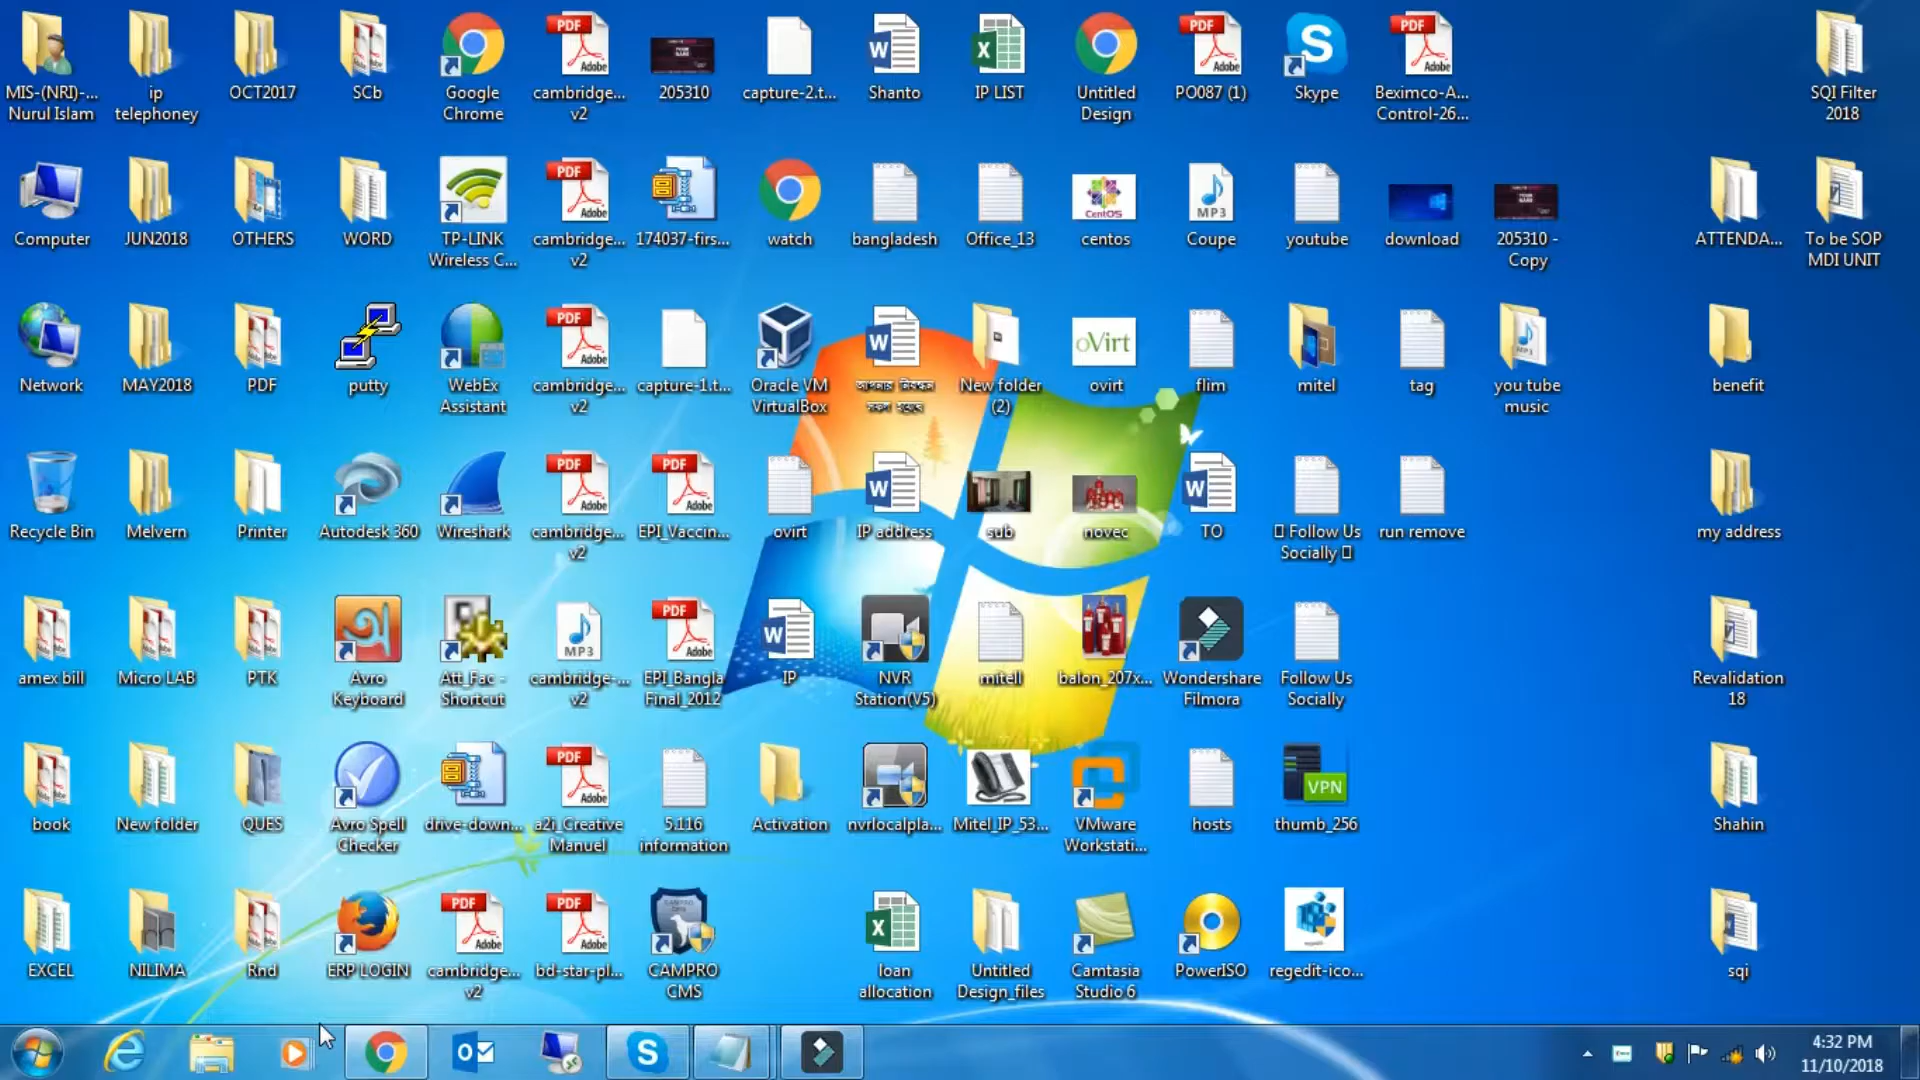 MIS-(NRI)-...
Nurul Islam
ip
telephoney
OCT2017
SCb
Google
Chrome
cambridge...
v2
205310
capture-2.t...
Shanto
IP LIST
Untitled
Design
PO087 (1)
Skype
Beximco-A...
Control-26...
SQI Filter
2018
Computer
JUN2018
OTHERS
WORD
TP-LINK
Wireless C...
cambridge...
v2
174037-firs...
watch
bangladesh
Office_13
CentOS
centos
MP3
Coupe
youtube
download
205310 -
Copy
ATTENDA...
To be SOP
MDI UNIT
Network
MAY2018
PDF
putty
WebEx
Assistant
cambridge...
v2
capture-1.t...
Oracle VM
VirtualBox
New folder
(2)
oVirt
ovirt
flim
mitel
tag
you tube
music
benefit
Recycle Bin
Melvern
Printer
Autodesk 360
Wireshark
cambridge...
v2
EPI_Vaccin...
ovirt
IP address
sub
novec
TO
Follow Us
Socially
run remove
my address
amex bill
Micro LAB
PTK
Avro
Keyboard
Att_Fac -
Shortcut
MP3
cambridge-...
v2
EPI_Bangla
Final_2012
IP
NVR
Station(V5)
mitell
balon_207x...
Wondershare
Filmora
Follow Us
Socially
Revalidation
18
book
New folder
QUES
Avro Spell
Checker
drive-down...
a2i_Creative
Manuel
5.116
information
Activation
nvrlocalpla...
Mitel_IP_53...
VMware
Workstati...
hosts
VPN
thumb_256
Shahin
EXCEL
NILIMA
Rnd
ERP LOGIN
cambridge...
v2
bd-star-pl...
CAMPRO
CMS
loan
allocation
Untitled
Design_files
Camtasia
Studio 6
PowerISO
regedit-ico...
sqi
4:32 PM
11/10/2018